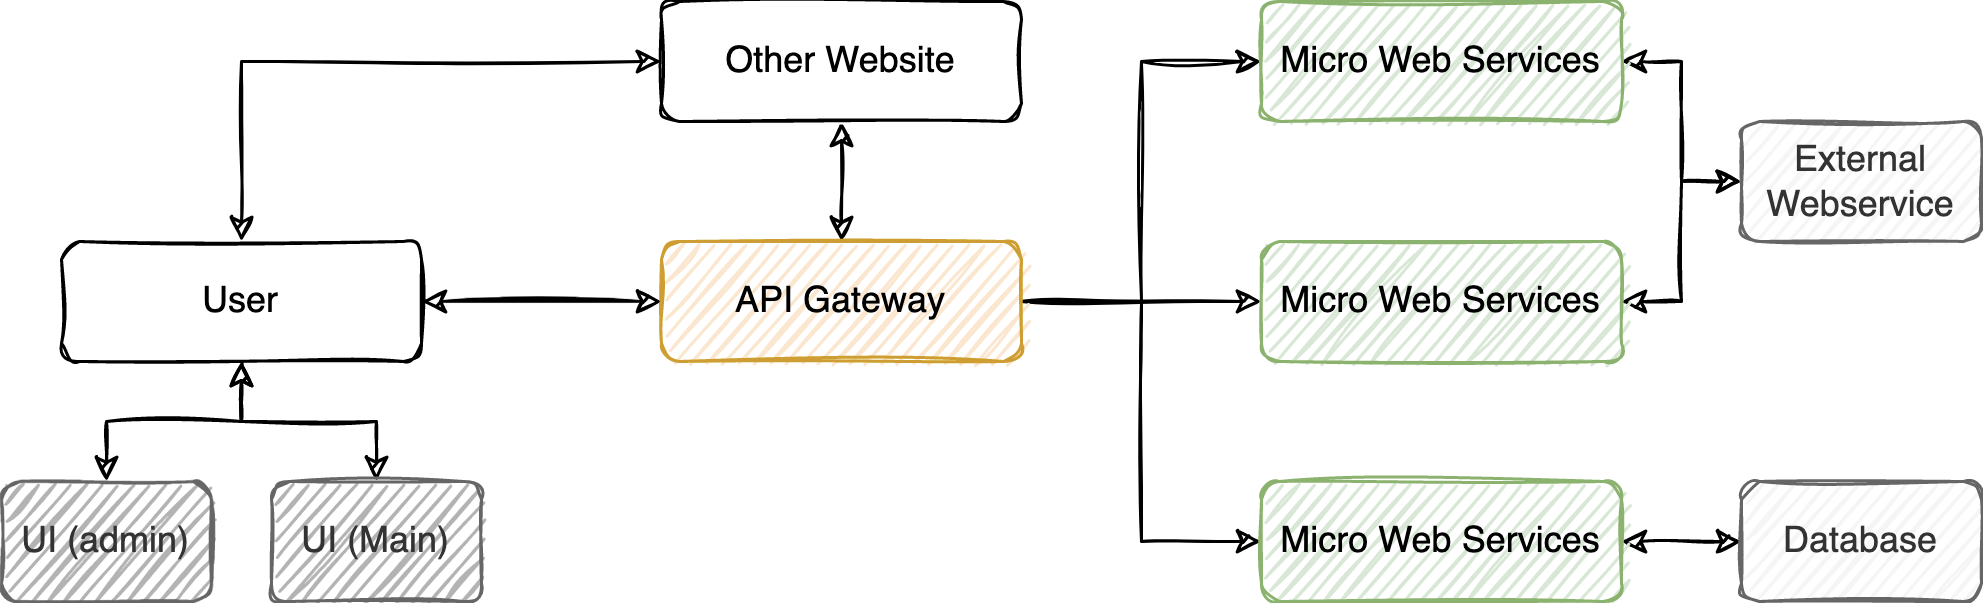 Other Website
Micro Web Services
External
Webservice
User
API Gateway
Micro Web Services
UI (admin)
UI (Main)
Micro Web Services
Database